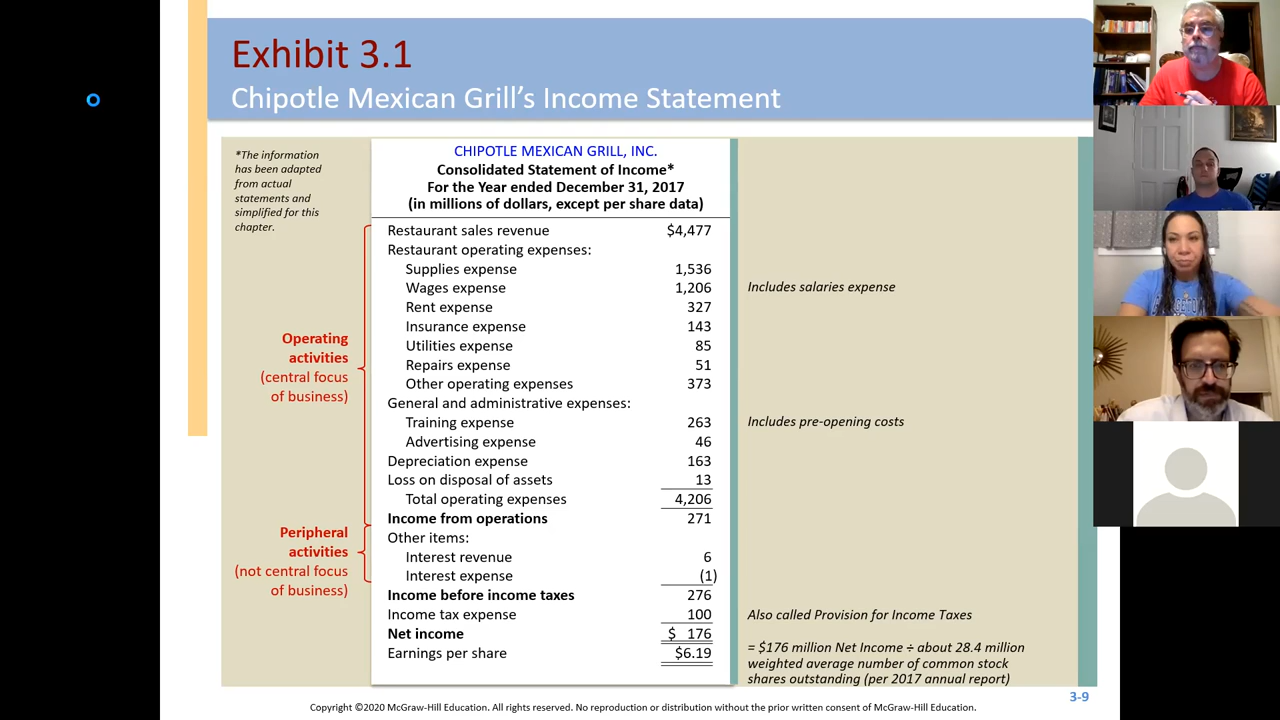 Exhibit 3.1
Chipotle Mexican Grill's Income Statement
*The information
has been adapted
from actual
statements and
simplified for this
chapter.
CHIPOTLE MEXICAN GRILL, INC.
Consolidated Statement of Income*
For the Year ended December 31, 2017
(in millions of dollars, except per share data)
Restaurant sales revenue $4,477
Restaurant operating expenses:
Supplies expense 1,536
Wages expense 1,206
Includes salaries expense
Rent expense 327
Insurance expense 143
Utilities expense 85
Repairs expense 51
Other operating expenses 373
Operating
activities
(central focus
of business)
General and administrative expenses:
Training expense 263
Includes pre-opening costs
Advertising expense 46
Depreciation expense 163
Loss on disposal of assets 13
Total operating expenses 4,206
Income from operations 271
Peripheral
activities
(not central focus
of business)
Other items:
Interest revenue 6
Interest expense (1)
Income before income taxes 276
Income tax expense 100
Also called Provision for Income Taxes
Net income $ 176
Earnings per share $6.19
= $176 million Net Income ÷ about 28.4 million
weighted average number of common stock
shares outstanding (per 2017 annual report)
3-9
Copyright ©2020 McGraw-Hill Education. All rights reserved. No reproduction or distribution without the prior written consent of McGraw-Hill Education.